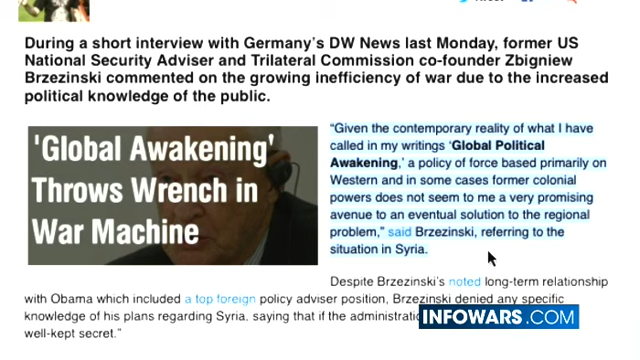 During a short interview with Germany's DW News last Monday, former US
National Security Adviser and Trilateral Commission co-founder Zbigniew
Brzezinski commented on the growing inefficiency of war due to the increased
political knowledge of the public.
'Global Awakening'
Throws Wrench in
War Machine
"Given the contemporary reality of what I have
called in my writings 'Global Political
Awakening,' a policy of force based primarily on
Western and in some cases former colonial
powers does not seem to me a very promising
avenue to an eventual solution to the regional
problem," said Brzezinski, referring to the
situation in Syria.
Despite Brzezinski's noted long-term relationship
with Obama which included a top foreign policy adviser position, Brzezinski denied any specific
knowledge of his plans regarding Syria, saying that if the
well-kept secret."
INFOWARS.COM